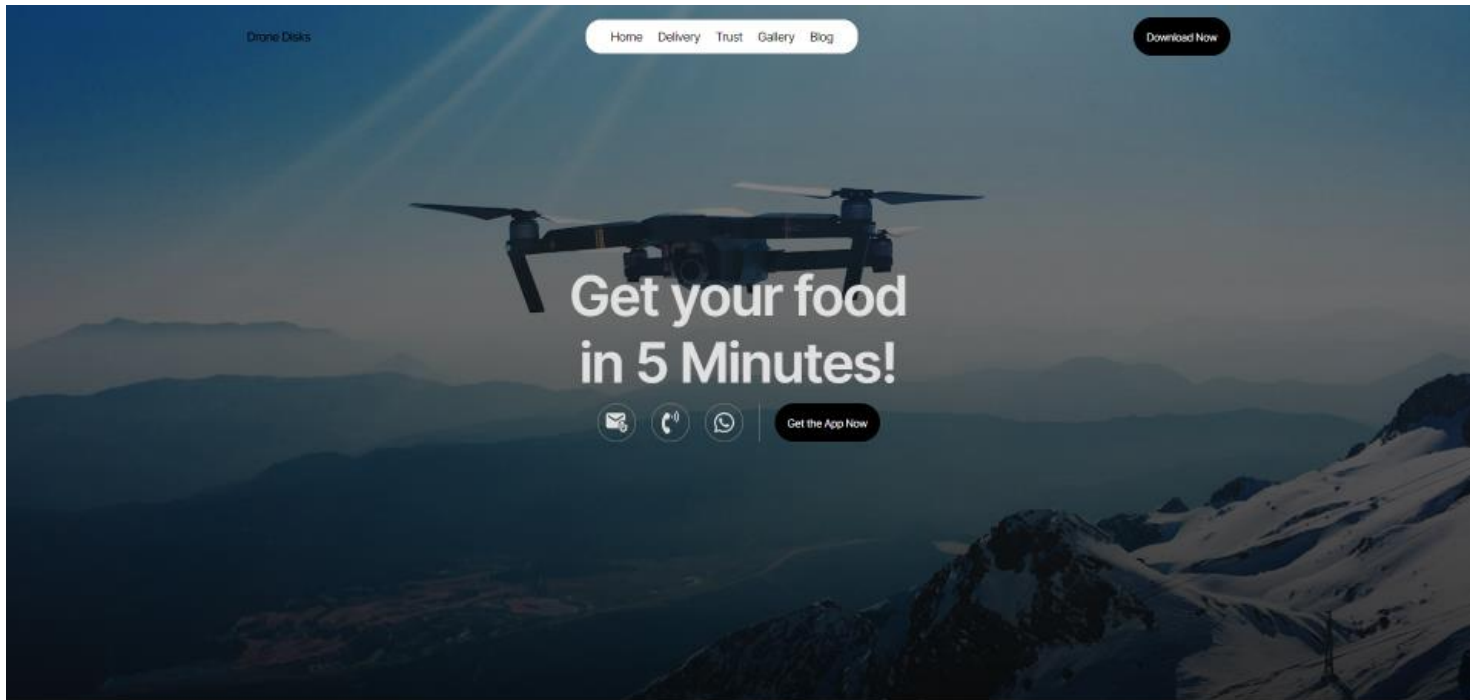 Drone Disks
Home Delivery Trust Gallery Blog
Download Now
Get your food
in 5 Minutes!
Get the App Now